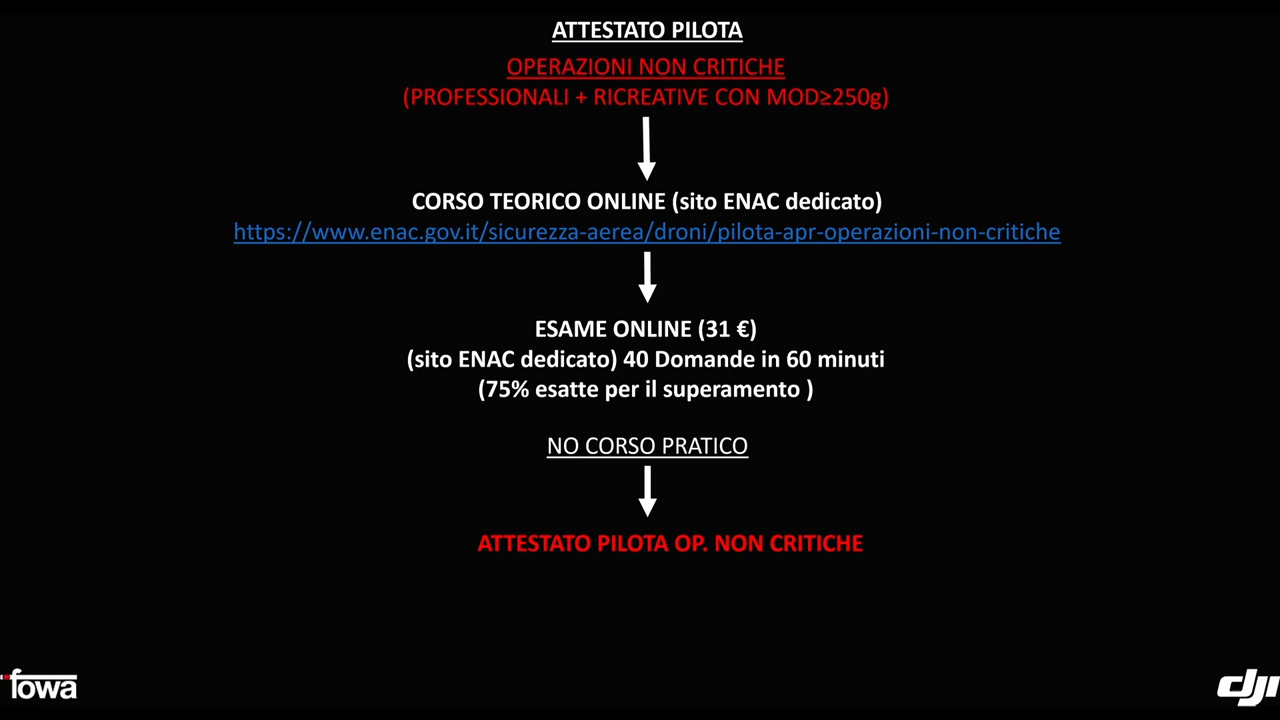 ATTESTATO PILOTA
OPERAZIONI NON CRITICHE
(PROFESSIONALI + RICREATIVE CON MOD≥250g)
CORSO TEORICO ONLINE (sito ENAC dedicato)
https://www.enac.gov.it/sicurezza-aerea/droni/pilota-apr-operazioni-non-critiche
ESAME ONLINE (31 €)
(sito ENAC dedicato) 40 Domande in 60 minuti
(75% esatte per il superamento )
NO CORSO PRATICO
ATTESTATO PILOTA OP. NON CRITICHE
fowa
dji